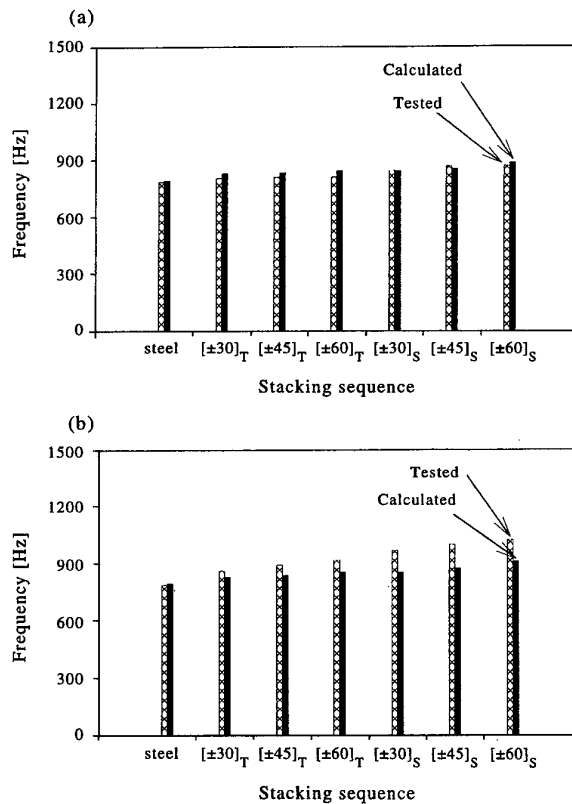 (a)
1500
1200
900
600
300
0
Frequency [Hz]
Calculated
Tested
steel [±30]T [±45]T [±60]T [±30]S [±45]S [±60]S
Stacking sequence
(b)
1500
1200
900
600
300
0
Frequency [Hz]
Tested
Calculated
steel [±30]T [±45]T [±60]T [±30]S [±45]S [±60]S
Stacking sequence